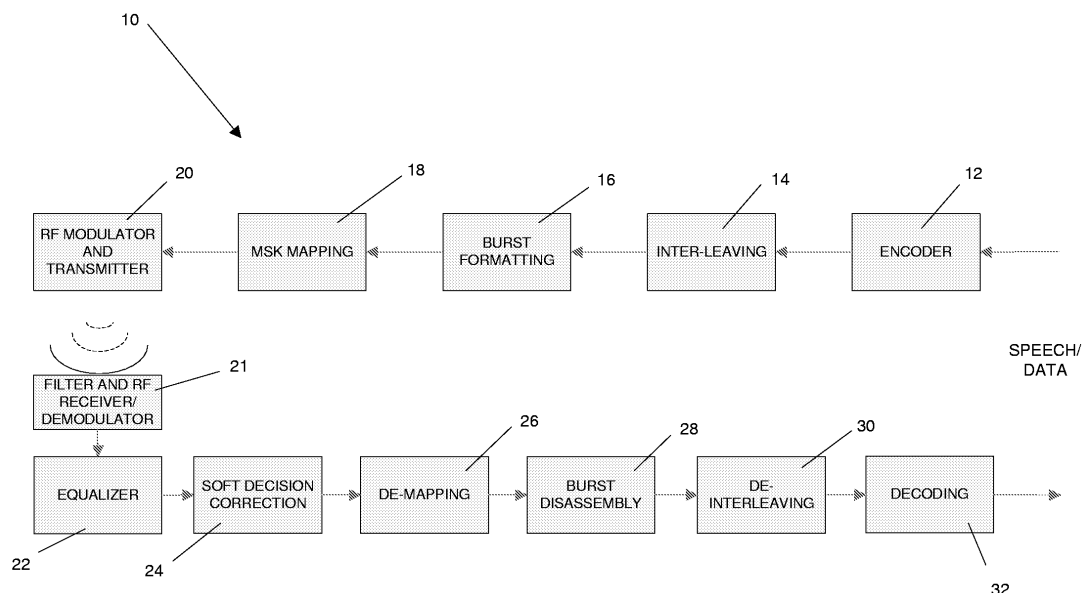 10
20
18
16
14
12
RF MODULATOR
AND
TRANSMITTER
MSK MAPPING
BURST
FORMATTING
INTER-LEAVING
ENCODER
SPEECH/
DATA
21
FILTER AND RF
RECEIVER/
DEMODULATOR
26
28
30
EQUALIZER
SOFT DECISION
CORRECTION
DE-MAPPING
BURST
DISASSEMBLY
DE-
INTERLEAVING
DECODING
22
24
32